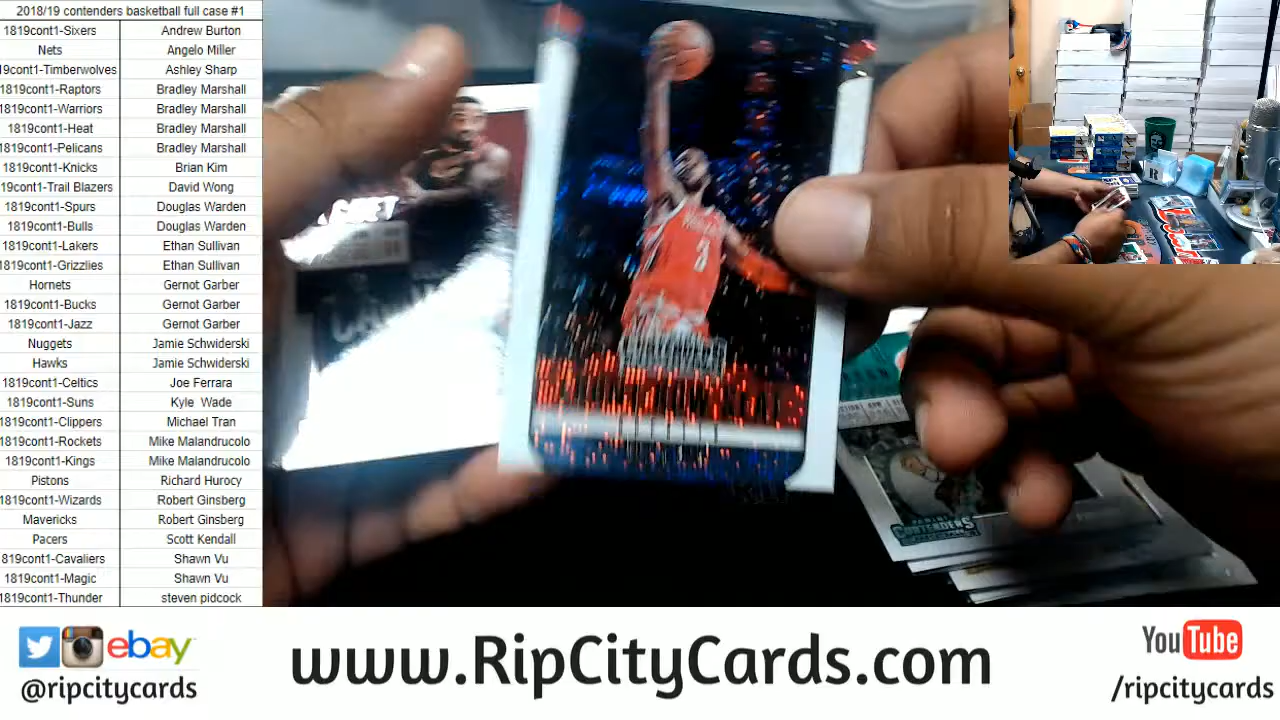 2018/19 contenders basketball full case #1
1819cont1-Sixers Andrew Burton
Nets Angelo Miller
19cont1-Timberwolves Ashley Sharp
1819cont1-Raptors Bradley Marshall
1819cont1-Warriors Bradley Marshall
1819cont1-Heat Bradley Marshall
1819cont1-Pelicans Bradley Marshall
1819cont1-Knicks Brian Kim
19cont1-Trail Blazers David Wong
1819cont1-Spurs Douglas Warden
1819cont1-Bulls Douglas Warden
1819cont1-Lakers Ethan Sullivan
1819cont1-Grizzlies Ethan Sullivan
Hornets Gernot Garber
1819cont1-Bucks Gernot Garber
1819cont1-Jazz Gernot Garber
Nuggets Jamie Schwiderski
Hawks Jamie Schwiderski
1819cont1-Celtics Joe Ferrara
1819cont1-Suns Kyle Wade
1819cont1-Clippers Michael Tran
1819cont1-Rockets Mike Malandrucolo
1819cont1-Kings Mike Malandrucolo
Pistons Richard Hurocy
1819cont1-Wizards Robert Ginsberg
Mavericks Robert Ginsberg
Pacers Scott Kendall
819cont1-Cavaliers Shawn Vu
1819cont1-Magic Shawn Vu
1819cont1-Thunder steven pidcock
3
PANINI
CONTENDERS
ebay
@ripcitycards
www.RipCityCards.com
YouTube
/ripcitycards